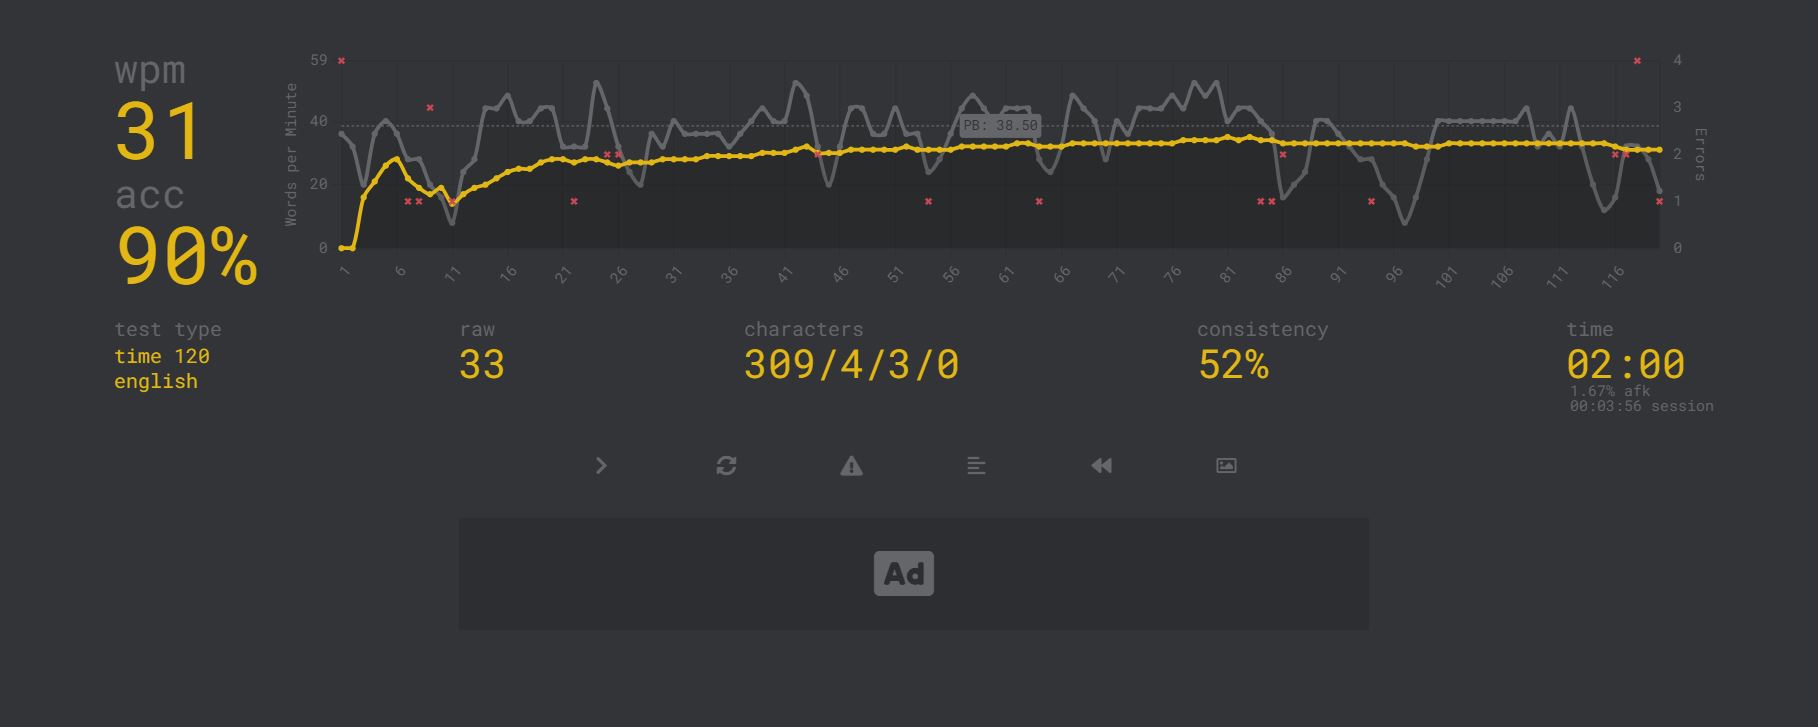 wpm
31
acc
90%
59
40
20
0
Words per Minute
PB: 38.50
4
3
2
1
0
Errors
1 6 11 16 21 26 31 36 41 46 51 56 61 66 71 76 81 86 91 96 101 106 111 116
test type
time 120
english
raw
33
characters
309/4/3/0
consistency
52%
time
02:00
1.67% afk
00:03:56 session
Ad